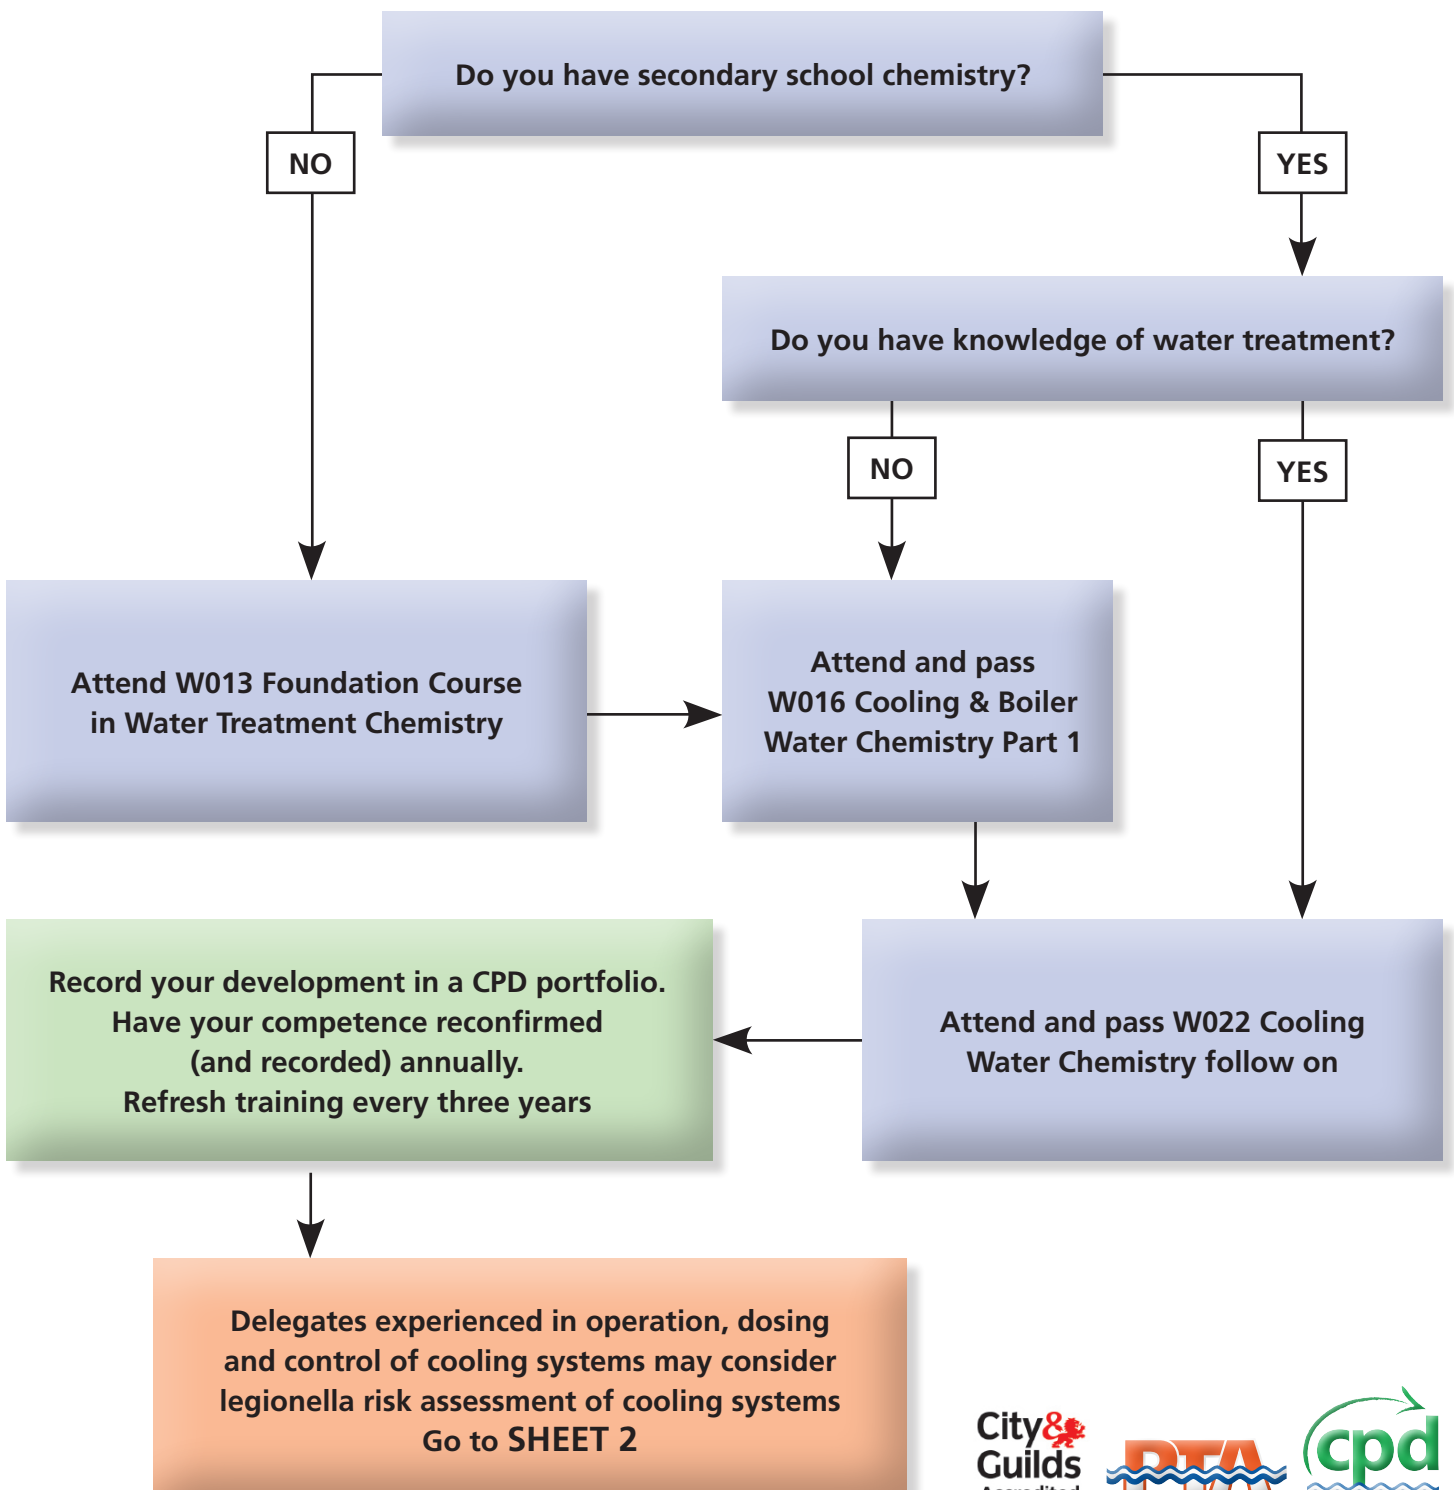 Do you have secondary school chemistry?
NO
YES
Do you have knowledge of water treatment?
NO
YES
Attend W013 Foundation Course
in Water Treatment Chemistry
Attend and pass
W016 Cooling & Boiler
Water Chemistry Part 1
Record your development in a CPD portfolio.
Have your competence reconfirmed
(and recorded) annually.
Refresh training every three years
Attend and pass W022 Cooling
Water Chemistry follow on
Delegates experienced in operation, dosing
and control of cooling systems may consider
legionella risk assessment of cooling systems
Go to SHEET 2
City&
Guilds
Accredited
PTA
cpd